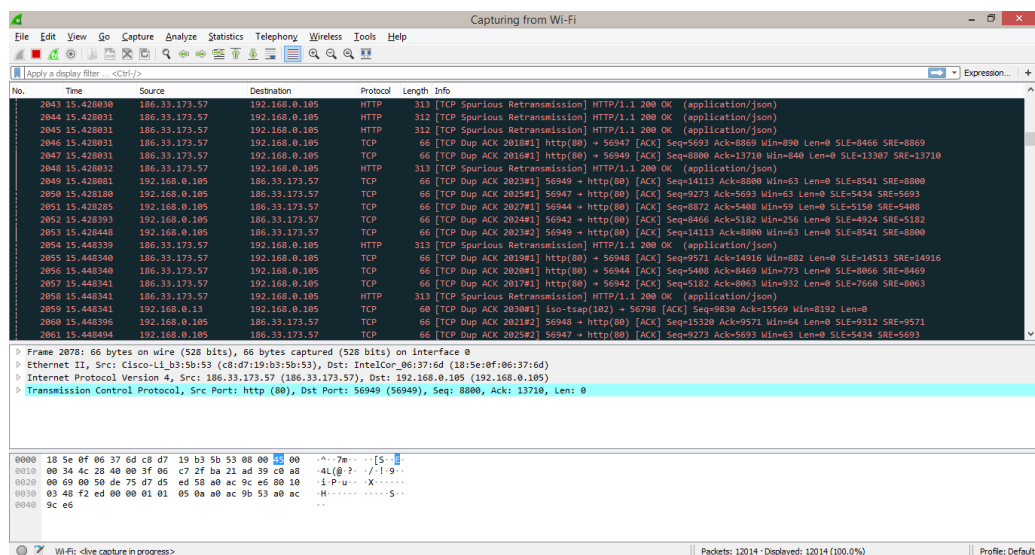 Capturing from Wi-Fi
File Edit View Go Capture Analyze Statistics Telephony Wireless Tools Help
Apply a display filter ... <Ctrl-/> Expression... +
No. Time Source Destination Protocol Length Info
2043 15.428030 186.33.173.57 192.168.0.105 HTTP 313 [TCP Spurious Retransmission] HTTP/1.1 200 OK (application/json)
2044 15.428031 186.33.173.57 192.168.0.105 HTTP 312 [TCP Spurious Retransmission] HTTP/1.1 200 OK (application/json)
2045 15.428031 186.33.173.57 192.168.0.105 HTTP 312 [TCP Spurious Retransmission] HTTP/1.1 200 OK (application/json)
2046 15.428031 186.33.173.57 192.168.0.105 TCP 66 [TCP Dup ACK 2018#1] http(80) → 56947 [ACK] Seq=5693 Ack=8869 Win=890 Len=0 SLE=8466 SRE=8869
2047 15.428031 186.33.173.57 192.168.0.105 TCP 66 [TCP Dup ACK 2016#1] http(80) → 56949 [ACK] Seq=8800 Ack=13710 Win=840 Len=0 SLE=13307 SRE=13710
2048 15.428032 186.33.173.57 192.168.0.105 HTTP 313 [TCP Spurious Retransmission] HTTP/1.1 200 OK (application/json)
2049 15.428081 192.168.0.105 186.33.173.57 TCP 66 [TCP Dup ACK 2023#1] 56949 → http(80) [ACK] Seq=14113 Ack=8800 Win=63 Len=0 SLE=8541 SRE=8800
2050 15.428180 192.168.0.105 186.33.173.57 TCP 66 [TCP Dup ACK 2025#1] 56947 → http(80) [ACK] Seq=9273 Ack=5693 Win=63 Len=0 SLE=5434 SRE=5693
2051 15.428285 192.168.0.105 186.33.173.57 TCP 66 [TCP Dup ACK 2027#1] 56944 → http(80) [ACK] Seq=8872 Ack=5408 Win=59 Len=0 SLE=5150 SRE=5408
2052 15.428393 192.168.0.105 186.33.173.57 TCP 66 [TCP Dup ACK 2024#1] 56942 → http(80) [ACK] Seq=8466 Ack=5182 Win=256 Len=0 SLE=4924 SRE=5182
2053 15.428448 192.168.0.105 186.33.173.57 TCP 66 [TCP Dup ACK 2023#2] 56949 → http(80) [ACK] Seq=14113 Ack=8800 Win=63 Len=0 SLE=8541 SRE=8800
2054 15.448339 186.33.173.57 192.168.0.105 HTTP 313 [TCP Spurious Retransmission] HTTP/1.1 200 OK (application/json)
2055 15.448340 186.33.173.57 192.168.0.105 TCP 66 [TCP Dup ACK 2019#1] http(80) → 56948 [ACK] Seq=9571 Ack=14916 Win=882 Len=0 SLE=14513 SRE=14916
2056 15.448340 186.33.173.57 192.168.0.105 TCP 66 [TCP Dup ACK 2020#1] http(80) → 56944 [ACK] Seq=5408 Ack=8469 Win=773 Len=0 SLE=8066 SRE=8469
2057 15.448341 186.33.173.57 192.168.0.105 TCP 66 [TCP Dup ACK 2017#1] http(80) → 56942 [ACK] Seq=5182 Ack=8063 Win=932 Len=0 SLE=7660 SRE=8063
2058 15.448341 186.33.173.57 192.168.0.105 HTTP 313 [TCP Spurious Retransmission] HTTP/1.1 200 OK (application/json)
2059 15.448341 192.168.0.13 192.168.0.105 TCP 60 [TCP Dup ACK 2030#1] iso-tsap(102) → 56798 [ACK] Seq=9830 Ack=15569 Win=8192 Len=0
2060 15.448396 192.168.0.105 186.33.173.57 TCP 66 [TCP Dup ACK 2021#2] 56948 → http(80) [ACK] Seq=15320 Ack=9571 Win=64 Len=0 SLE=9312 SRE=9571
2061 15.448494 192.168.0.105 186.33.173.57 TCP 66 [TCP Dup ACK 2025#2] 56947 → http(80) [ACK] Seq=9273 Ack=5693 Win=63 Len=0 SLE=5434 SRE=5693
Frame 2078: 66 bytes on wire (528 bits), 66 bytes captured (528 bits) on interface 0
Ethernet II, Src: Cisco-Li_b3:5b:53 (c8:d7:19:b3:5b:53), Dst: IntelCor_06:37:6d (18:5e:0f:06:37:6d)
Internet Protocol Version 4, Src: 186.33.173.57 (186.33.173.57), Dst: 192.168.0.105 (192.168.0.105)
Transmission Control Protocol, Src Port: http (80), Dst Port: 56949 (56949), Seq: 8800, Ack: 13710, Len: 0
0000 18 5e 0f 06 37 6d c8 d7 19 b3 5b 53 08 00 45 00 ·^··7m·· ··[S··E·
0010 00 34 4c 28 40 00 3f 06 c7 2f ba 21 ad 39 c0 a8 ·4L(@·?· ·/·!·9··
0020 00 69 00 50 de 75 d7 d5 ed 58 a0 ac 9c e6 80 10 ·i·P·u·· ·X······
0030 03 48 f2 ed 00 00 01 01 05 0a a0 ac 9b 53 a0 ac ·H······ ·····S··
0040 9c e6 ··
Wi-Fi: <live capture in progress> Packets: 12014 · Displayed: 12014 (100.0%) Profile: Default